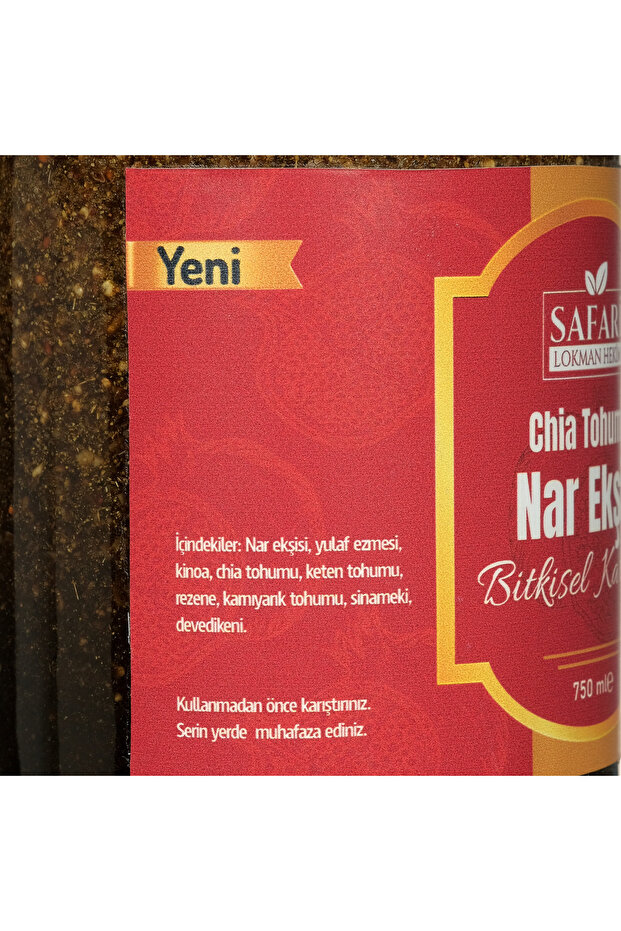 Yeni
SAFAR
LOKMAN HEK
Chia Tohum
Nar Ekş
Bitkisel Ka
İçindekiler: Nar ekşisi, yulaf ezmesi,
kinoa, chia tohumu, keten tohumu,
rezene, karnıyarık tohumu, sinameki,
devedikeni.
Kullanmadan önce karıştırınız.
Serin yerde muhafaza ediniz.
750 ml℮